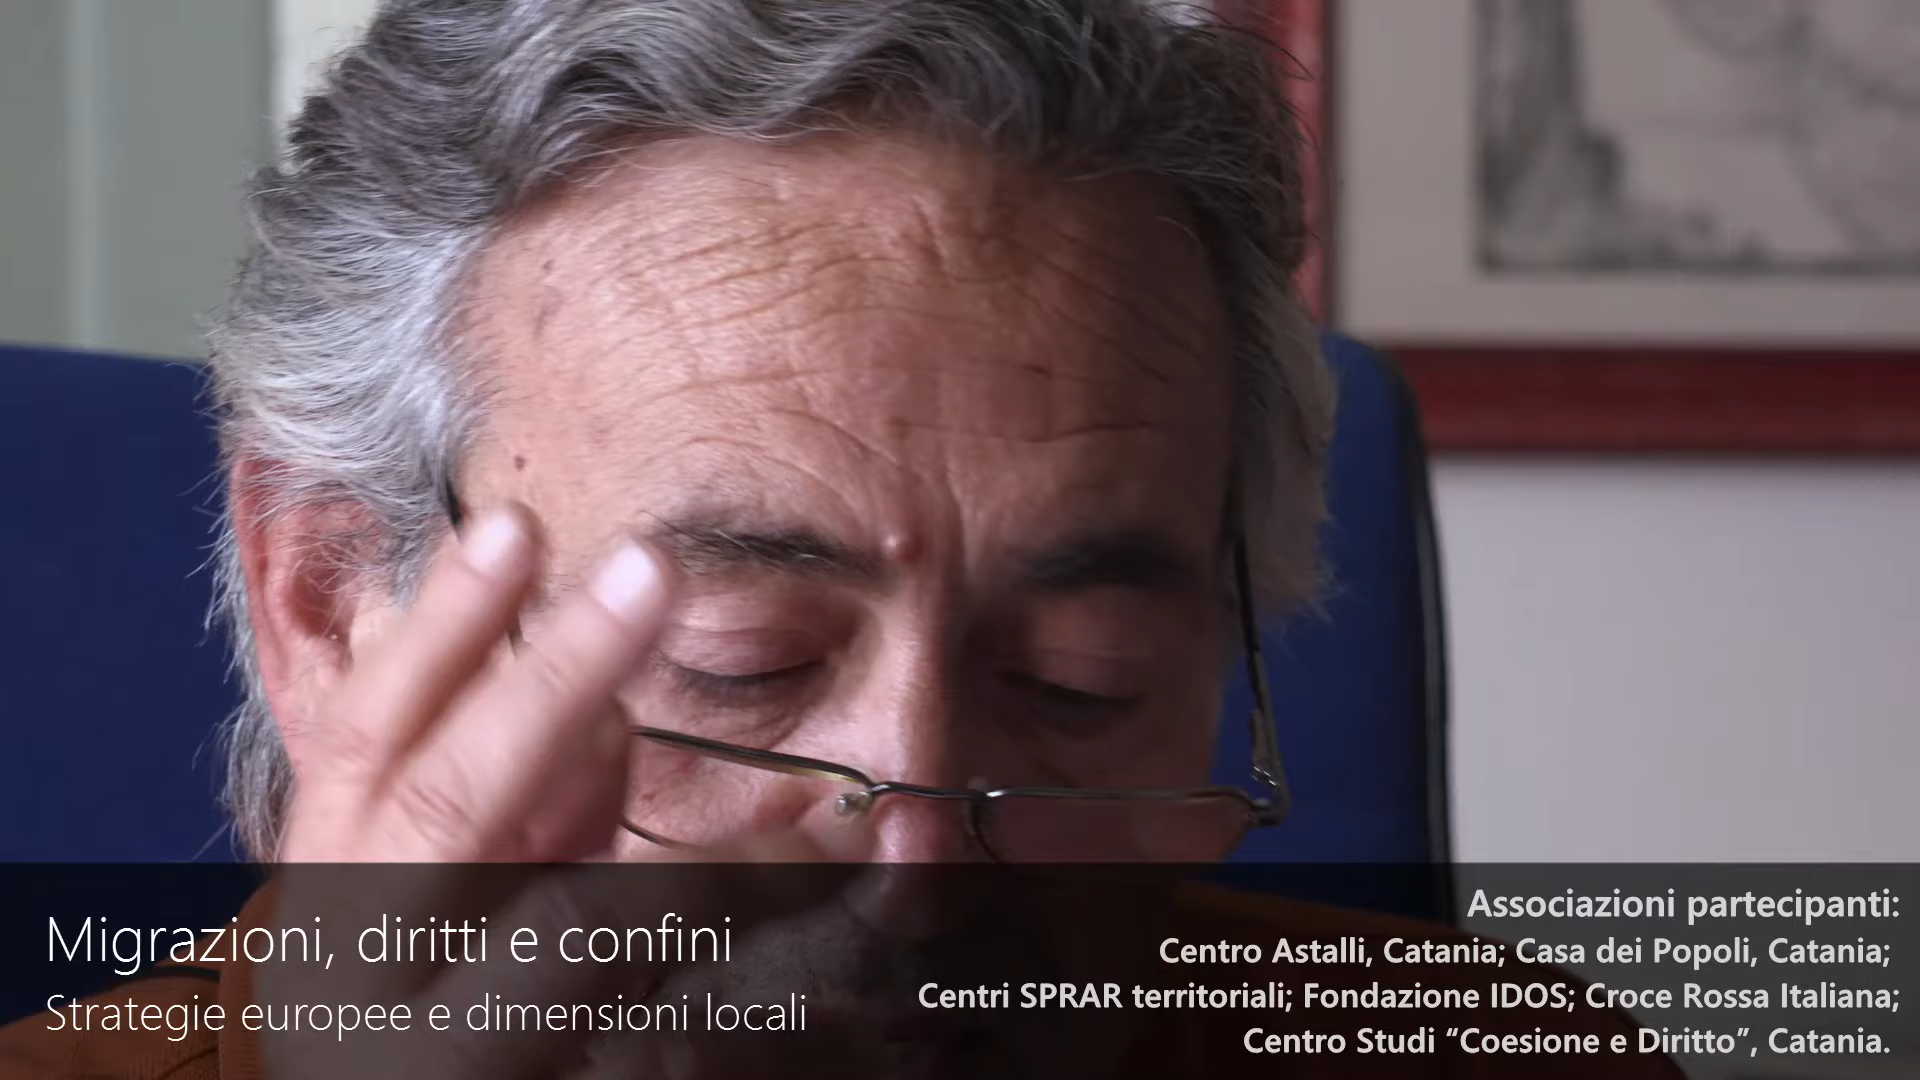 Migrazioni, diritti e confini
Strategie europee e dimensioni locali
Associazioni partecipanti:
Centro Astalli, Catania; Casa dei Popoli, Catania;
Centri SPRAR territoriali; Fondazione IDOS; Croce Rossa Italiana;
Centro Studi “Coesione e Diritto”, Catania.